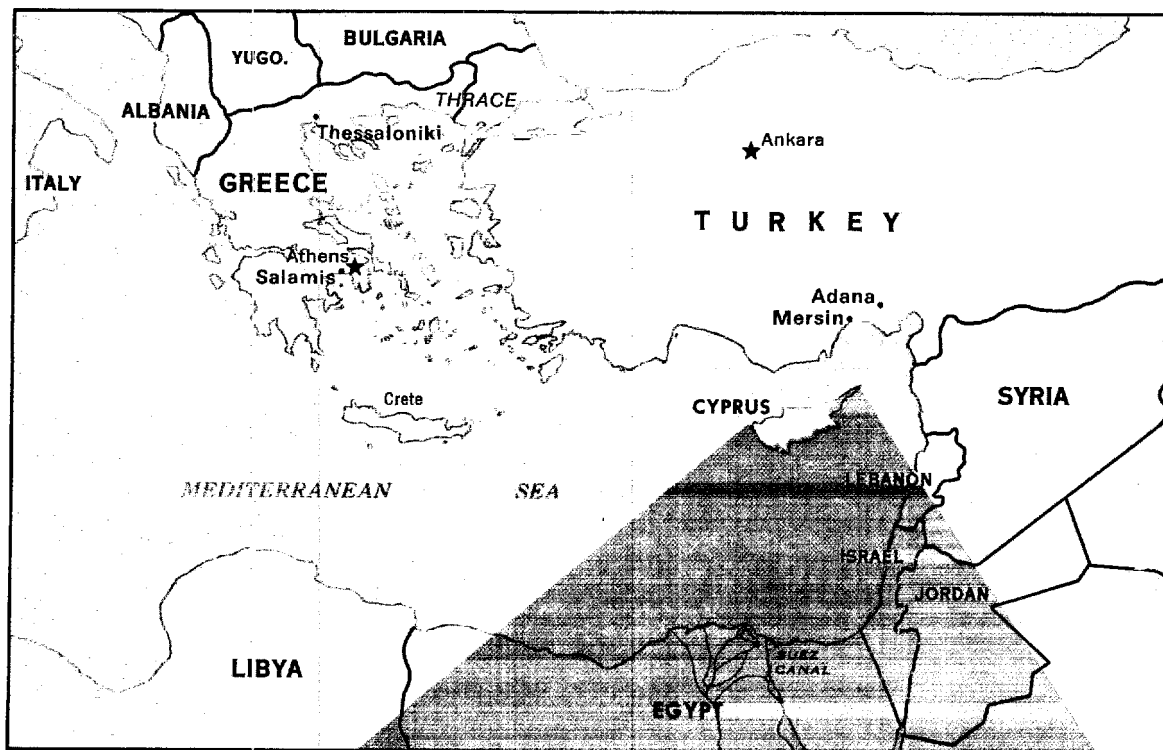 BULGARIA
YUGO.
THRACE
ALBANIA
Thessaloniki
Ankara
ITALY
GREECE
TURKEY
Athens
Salamis
Adana
Mersin
Crete
CYPRUS
SYRIA
MEDITERRANEAN SEA
LEBANON
ISRAEL
JORDAN
LIBYA
SUEZ
CANAL
EGYPT